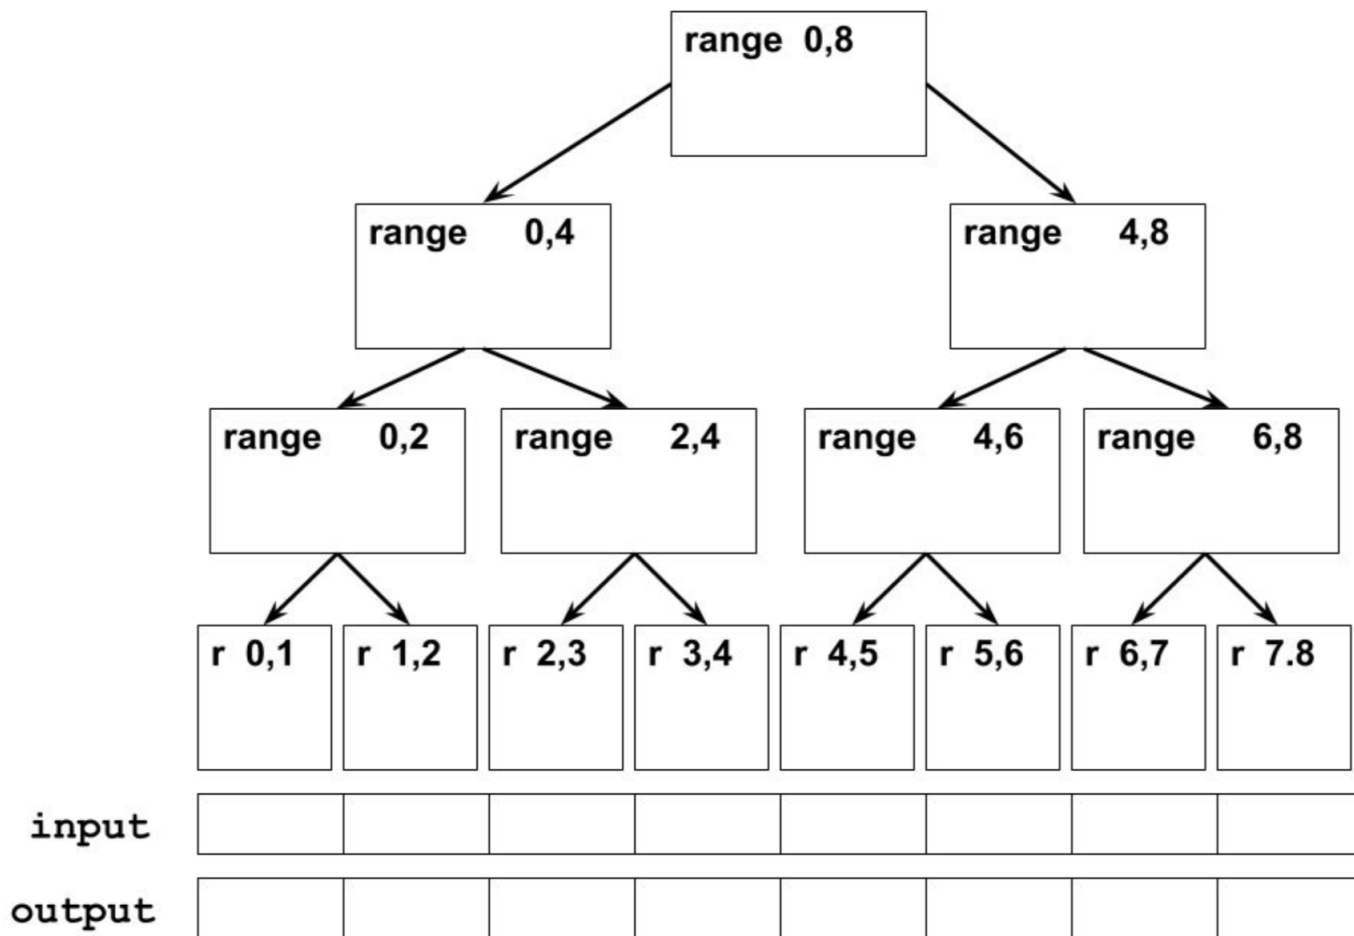 range 0,8
range 0,4 range 4,8
range 0,2 range 2,4 range 4,6 range 6,8
r 0,1 r 1,2 r 2,3 r 3,4 r 4,5 r 5,6 r 6,7 r 7.8
input
output